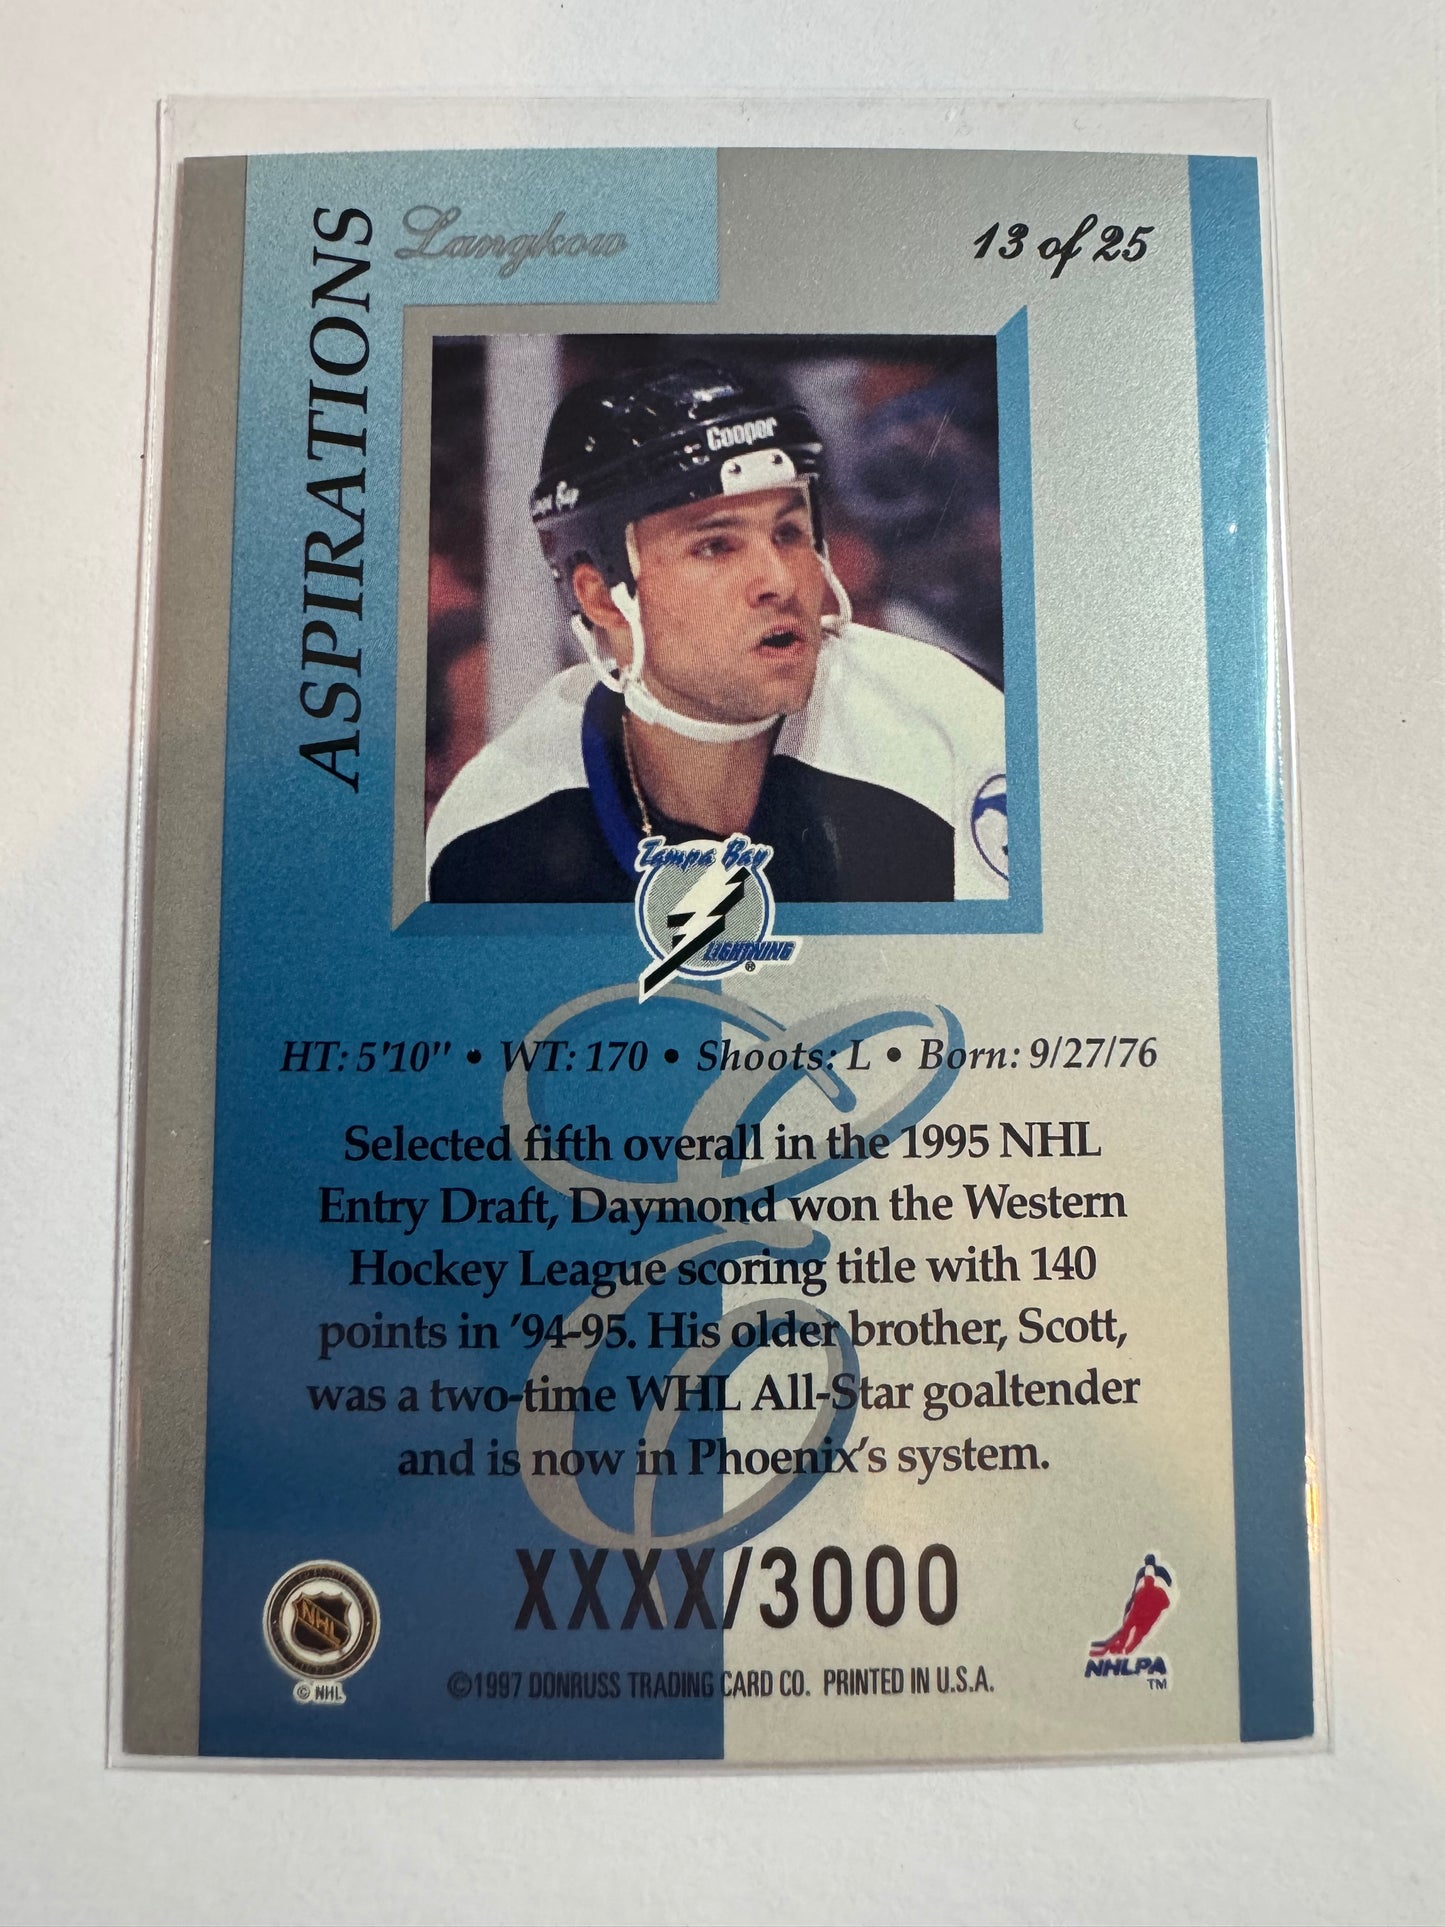 Langkow
13 of 25
ASPIRATIONS
Cooper
Tampa Bay
LIGHTNING
®
HT: 5'10" • WT: 170 • Shoots: L • Born: 9/27/76
Selected fifth overall in the 1995 NHL
Entry Draft, Daymond won the Western
Hockey League scoring title with 140
points in '94-95. His older brother, Scott,
was a two-time WHL All-Star goaltender
and is now in Phoenix's system.
XXXX/3000
NHL
© NHL
©1997 DONRUSS TRADING CARD CO. PRINTED IN U.S.A.
NHLPA
TM